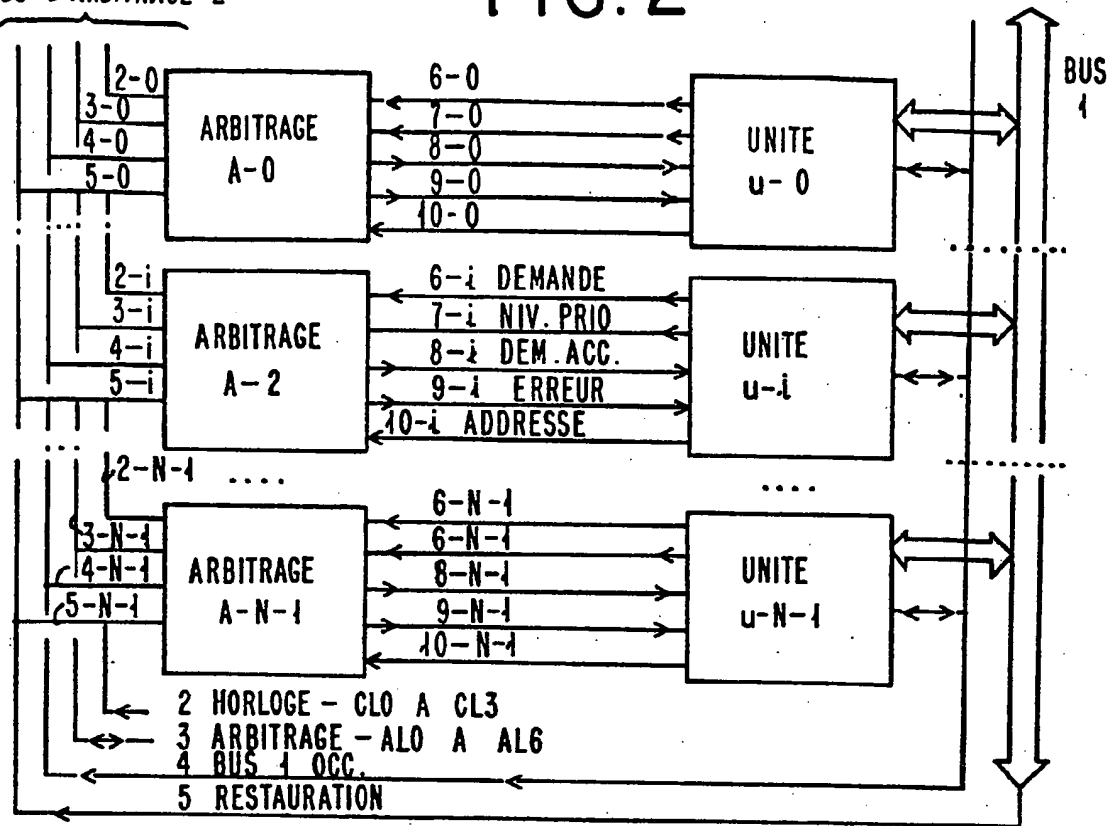 FIG. 2
ARBITRAGE 2
BUS
1
2-0
3-0
4-0
5-0
ARBITRAGE
A-0
6-0
7-0
8-0
9-0
10-0
UNITE
u-0
2-i
3-i
4-i
5-i
ARBITRAGE
A-2
6-i DEMANDE
7-i NIV. PRIO
8-i DEM. ACC.
9-i ERREUR
10-i ADDRESSE
UNITE
u-i
2-N-1
3-N-1
4-N-1
5-N-1
ARBITRAGE
A-N-1
6-N-1
6-N-1
8-N-1
9-N-1
10-N-1
UNITE
u-N-1
2 HORLOGE - CL0 A CL3
3 ARBITRAGE - AL0 A AL6
4 BUS 1 OCC.
5 RESTAURATION